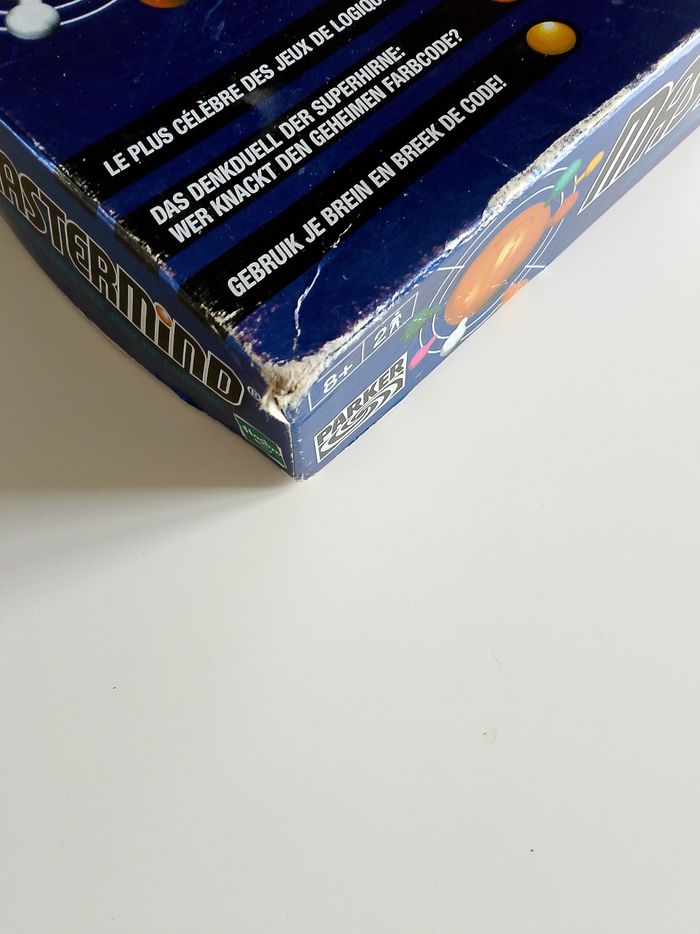 LE PLUS CÉLÈBRE DES JEUX DE LOGIQU
DAS DENKDUELL DER SUPERHIRNE:
WER KNACKT DEN GEHEIMEN FARBCODE?
GEBRUIK JE BREIN EN BREEK DE CODE!
ASTERMIND®
Hasbro
8+
2
PARKER